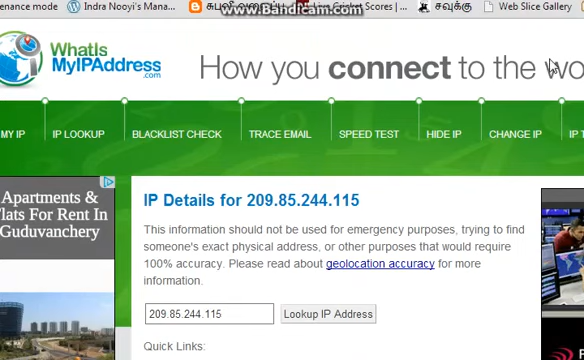 enance mode Indra Nooyi's Mana... Live Cricket Scores | ... சவுக்கு Web Slice Gallery
www.Bandicam.com
WhatIs
MyIPAddress
.com
How you connect to the wo
MY IP IP LOOKUP BLACKLIST CHECK TRACE EMAIL SPEED TEST HIDE IP CHANGE IP IP T
Apartments &
lats For Rent In
Guduvanchery
IP Details for 209.85.244.115
This information should not be used for emergency purposes, trying to
find someone's exact physical address, or other purposes that would require
100% accuracy. Please read about geolocation accuracy for more
information.
209.85.244.115 Lookup IP Address
Quick Links: